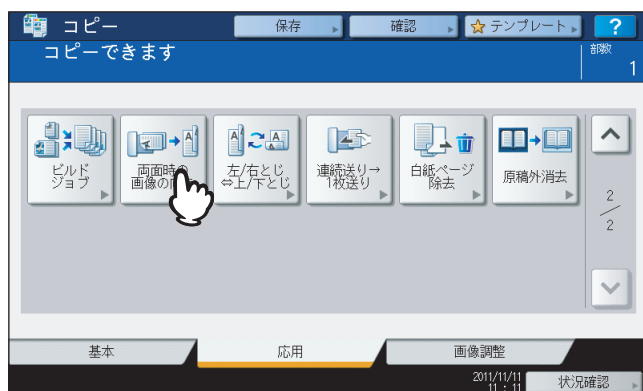 コピー
保存
確認
テンプレート
?
コピーできます
部数
1
ビルド
ジョブ
両面時の
画像の
左/右とじ
⇔上/下とじ
連続送り→
1枚送り
白紙ページ
除去
原稿外消去
2
2
基本
応用
画像調整
2011/11/11
11 : 11
状況確認